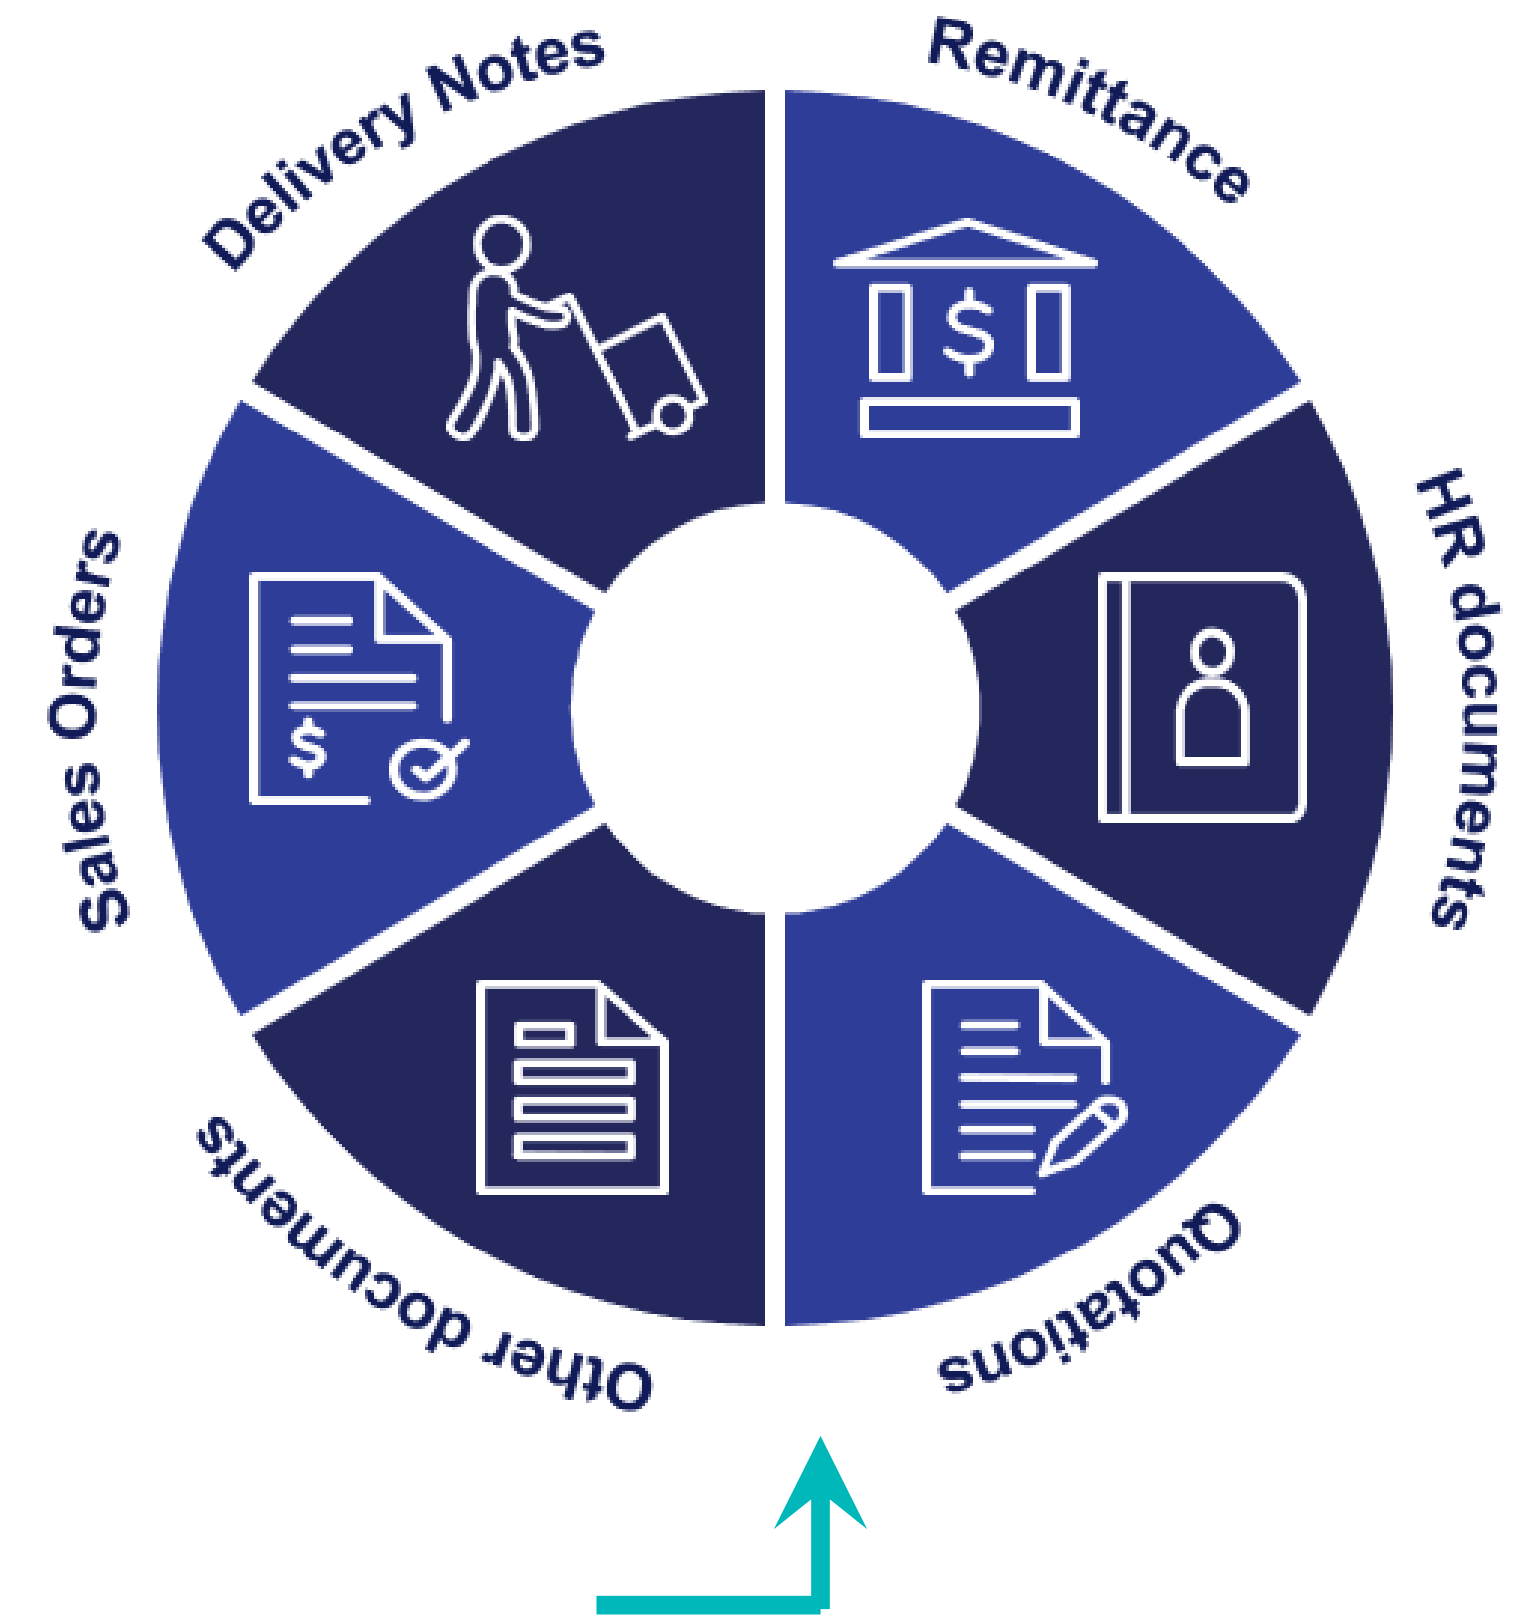 Delivery Notes
Remittance
HR documents
Quotations
Other documents
Sales Orders
$
$